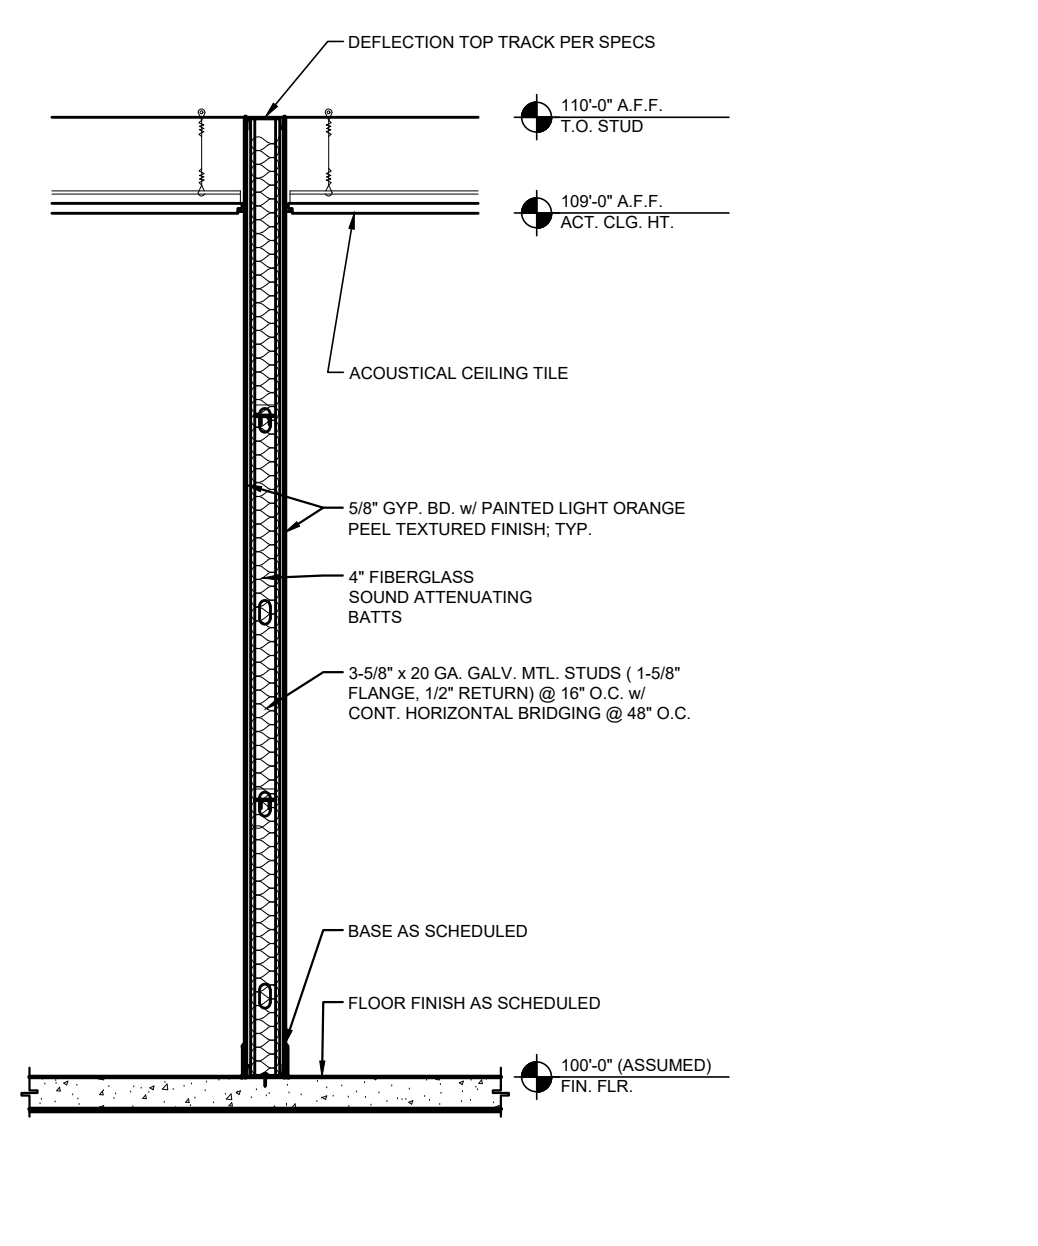 DEFLECTION TOP TRACK PER SPECS
110'-0" A.F.F.
T.O. STUD
109'-0" A.F.F.
ACT. CLG. HT.
ACOUSTICAL CEILING TILE
5/8" GYP. BD. w/ PAINTED LIGHT ORANGE
PEEL TEXTURED FINISH; TYP.
4" FIBERGLASS
SOUND ATTENUATING
BATTS
3-5/8" x 20 GA. GALV. MTL. STUDS ( 1-5/8"
FLANGE, 1/2" RETURN) @ 16" O.C. w/
CONT. HORIZONTAL BRIDGING @ 48" O.C.
BASE AS SCHEDULED
FLOOR FINISH AS SCHEDULED
100'-0" (ASSUMED)
FIN. FLR.